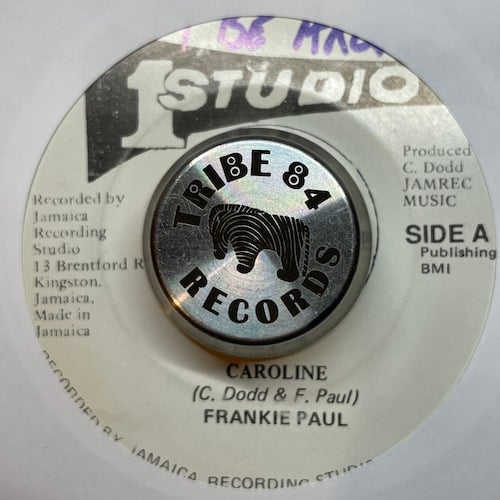 1 STUDIO
Produced
C. Dodd
JAMREC
MUSIC
SIDE A
Publishing
BMI
Recorded by
Jamaica
Recording
Studio
13 Brentford R
Kingston,
Jamaica.
Made in
Jamaica
TRIBE 84
RECORDS
CAROLINE
(C. Dodd & F. Paul)
FRANKIE PAUL
RECORDED BY JAMAICA RECORDING STUDIO